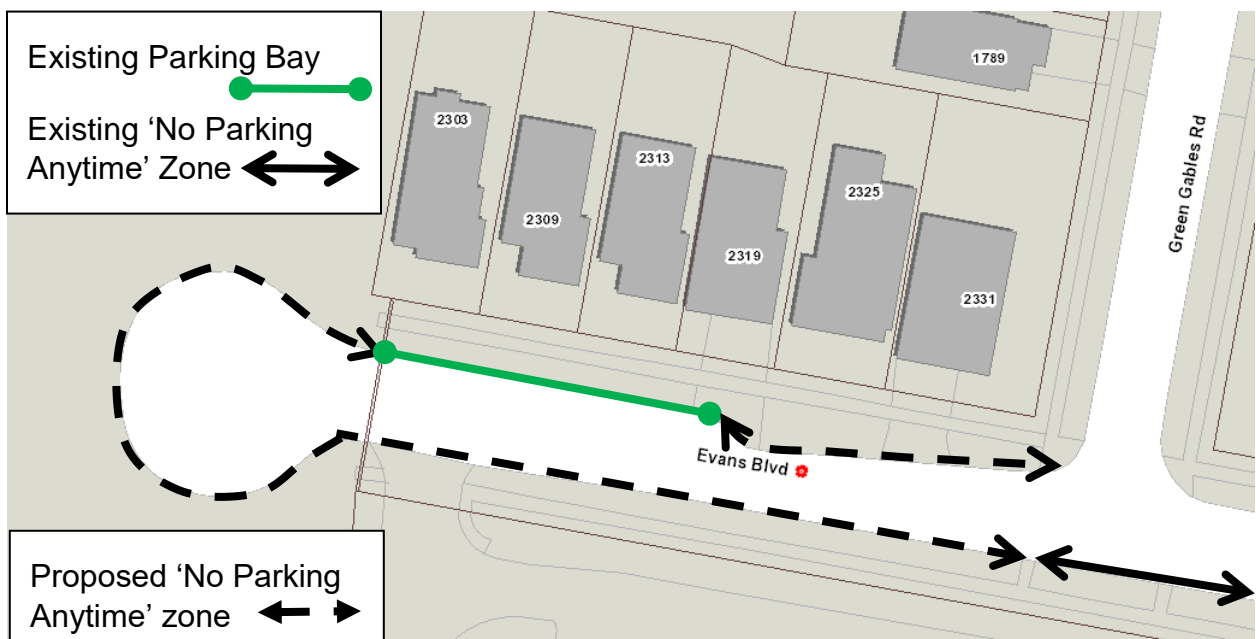 Existing Parking Bay
Existing ‘No Parking
Anytime’ Zone
1789
2303
2309
2313
2319
2325
2331
Green Gables Rd
Evans Blvd
Proposed ‘No Parking
Anytime’ zone